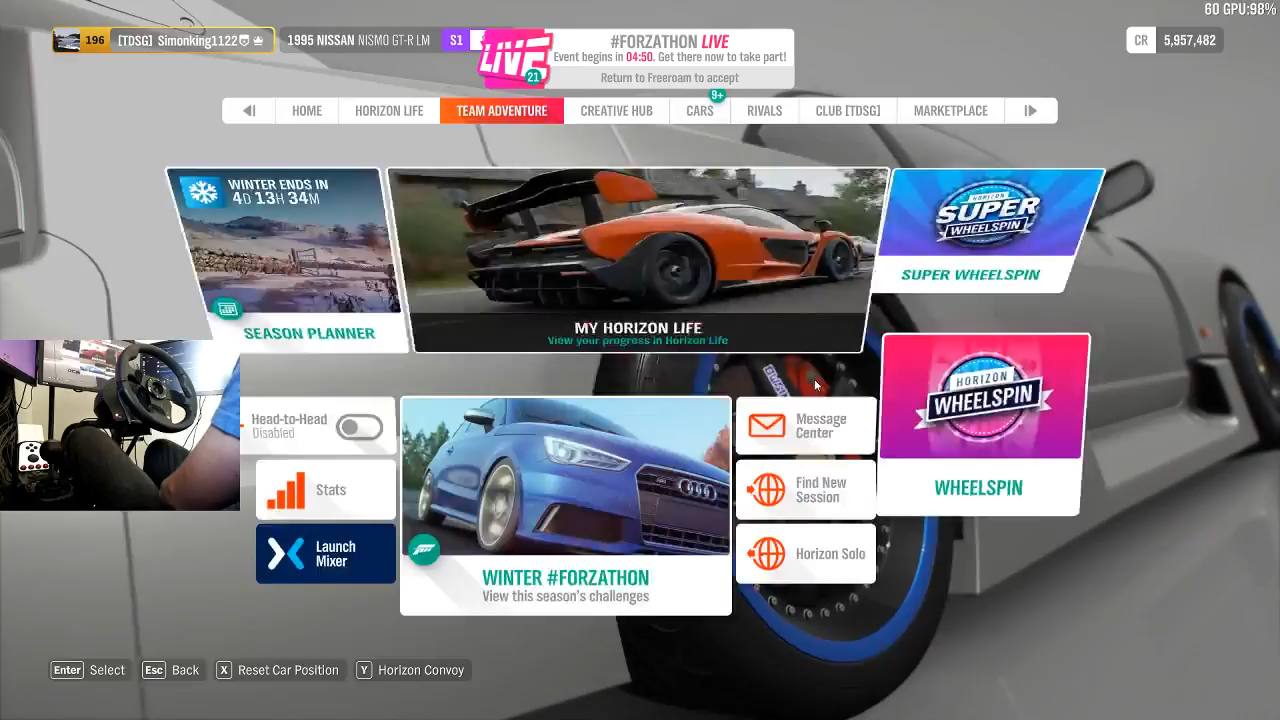 60 GPU:98%
196 [TDSG] Simonking1122
1995 NISSAN NISMO GT-R LM S1
LIVE
21
#FORZATHON LIVE
Event begins in 04:50. Get there now to take part!
Return to Freeroam to accept
CR 5,957,482
HOME HORIZON LIFE TEAM ADVENTURE CREATIVE HUB CARS 9+ RIVALS CLUB [TDSG] MARKETPLACE
WINTER ENDS IN
4D 13H 34M
SEASON PLANNER
MY HORIZON LIFE
View your progress in Horizon Life
HORIZON
SUPER
WHEELSPIN
SUPER WHEELSPIN
Head-to-Head
Disabled
Stats
Launch
Mixer
WINTER #FORZATHON
View this season's challenges
Message
Center
Find New
Session
Horizon Solo
HORIZON
WHEELSPIN
WHEELSPIN
Enter Select Esc Back X Reset Car Position Y Horizon Convoy